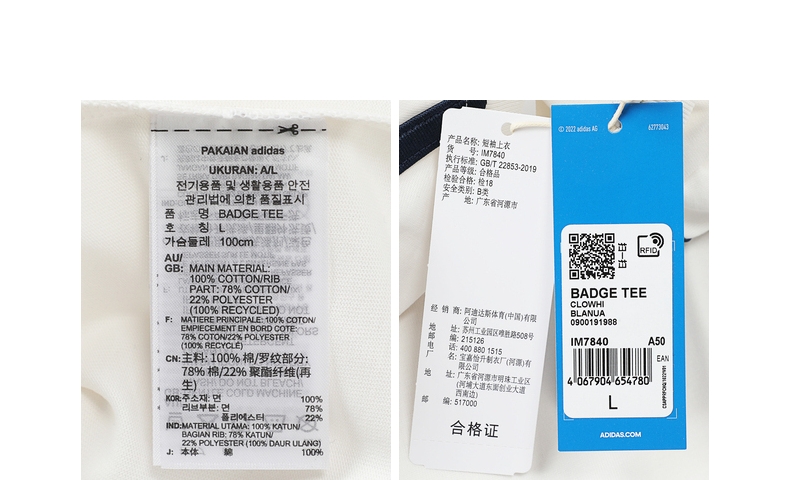 PAKAIAN adidas
UKURAN: A/L
전기용품 및 생활용품 안전
관리법에 의한 품질표시
품 명 BADGE TEE
호 칭 L
가슴둘레 100cm
AU/
GB: MAIN MATERIAL:
100% COTTON/RIB
PART: 78% COTTON/
22% POLYESTER
(100% RECYCLED)
F: MATIERE PRINCIPALE: 100% COTON/
EMPIECEMENT EN BORD COTE:
78% COTON/22% POLYESTER
(100% RECYCLÉ)
CN: 主料: 100% 棉/罗纹部分:
78% 棉/22% 聚酯纤维(再
生)
KOR: 주소재: 면 100%
리브부분: 면 78%
폴리에스터 22%
IND: MATERIAL UTAMA: 100% KATUN/
BAGIAN RIB: 78% KATUN/
22% POLYESTER (100% DAUR ULANG)
J: 本体 綿 100%
产品名称: 短袖上衣
货 号: IM7840
执行标准: GB/T 22853-2019
产品等级: 合格品
检验合格: 检18
安全类别: B类
产 地: 广东省河源市
经 销 商: 阿迪达斯体育(中国)有限
公司
地 址: 苏州工业园区唯胜路508号
邮 编: 215126
电 话: 400 880 1515
厂 名: 宝嘉怡升制衣厂(河源)有
限公司
地 址: 广东省河源市明珠工业区
(河埔大道东面创业大道
西南边)
邮 编: 517000
合格证
© 2022 adidas AG 62773043
RFID
BADGE TEE
CLOWHI
BLANUA
0900191988
IM7840 A50
EAN
4 067904 654780
L
ADIDAS.COM